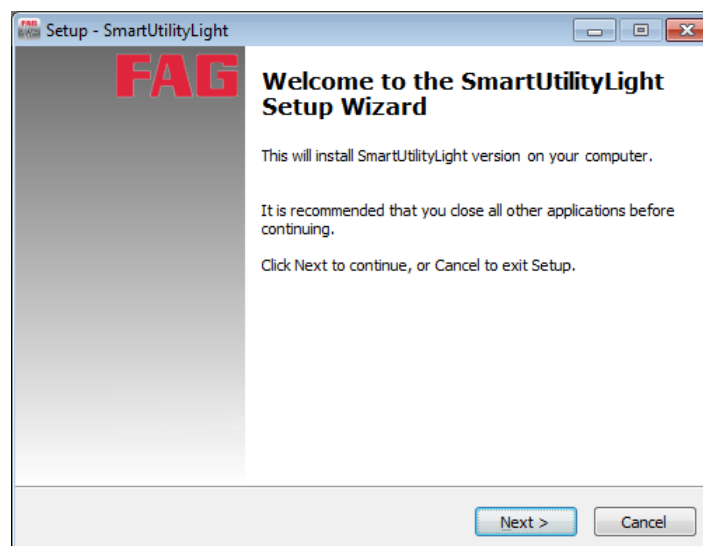 Setup - SmartUtilityLight
FAG
Welcome to the SmartUtilityLight
Setup Wizard
This will install SmartUtilityLight version on your computer.
It is recommended that you close all other applications before
continuing.
Click Next to continue, or Cancel to exit Setup.
Next >
Cancel